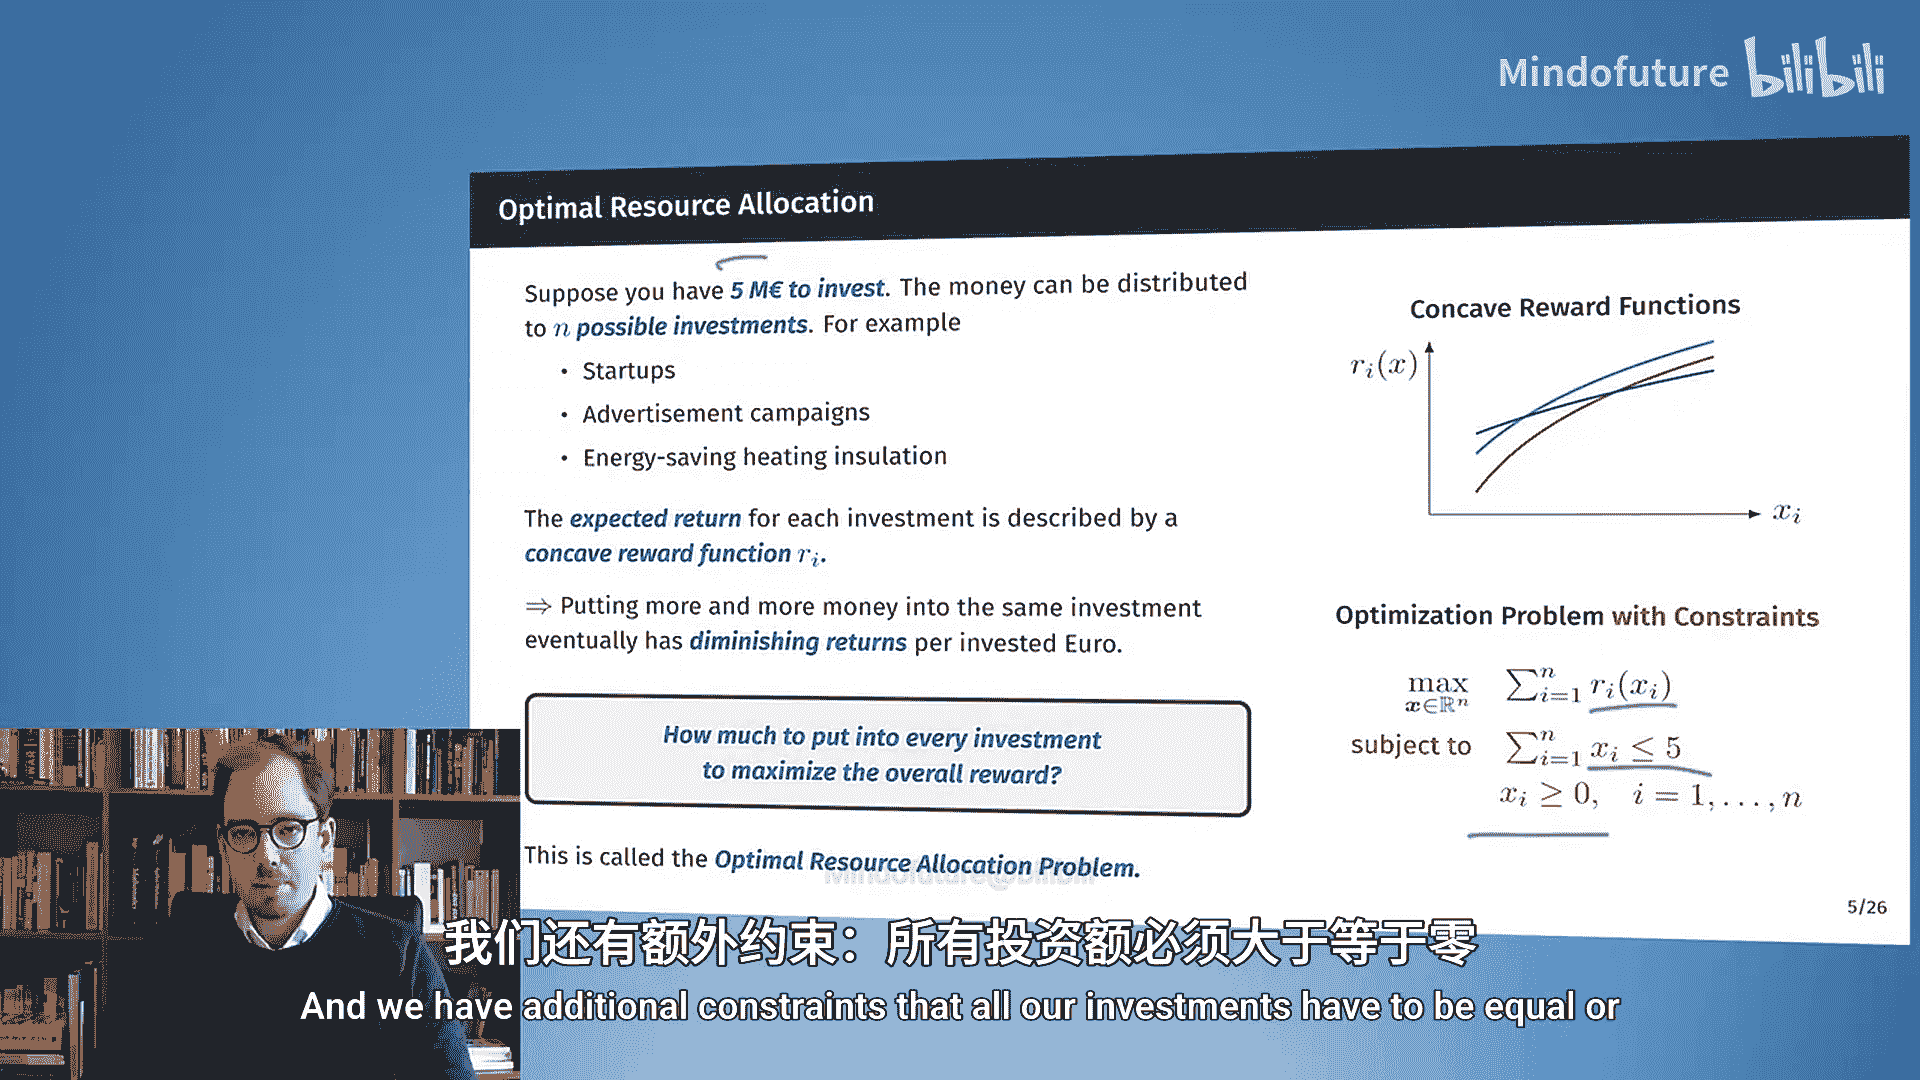 Mindofuture bilibili
Optimal Resource Allocation
Suppose you have 5 M€ to invest. The money can be distributed
to n possible investments. For example
• Startups
• Advertisement campaigns
• Energy-saving heating insulation
The expected return for each investment is described by a
concave reward function rᵢ.
⇒ Putting more and more money into the same investment
eventually has diminishing returns per invested Euro.
How much to put into every investment
to maximize the overall reward?
This is called the Optimal Resource Allocation Problem.
Mindofuture@bilibili
Concave Reward Functions
rᵢ(x)
xᵢ
Optimization Problem with Constraints
max x∈ℝⁿ ∑ⁿᵢ₌₁ rᵢ(xᵢ)
subject to ∑ⁿᵢ₌₁ xᵢ ≤ 5
xᵢ ≥ 0, i = 1, . . . , n
5/26
我们还有额外约束：所有投资额必须大于等于零
And we have additional constraints that all our investments have to be equal or